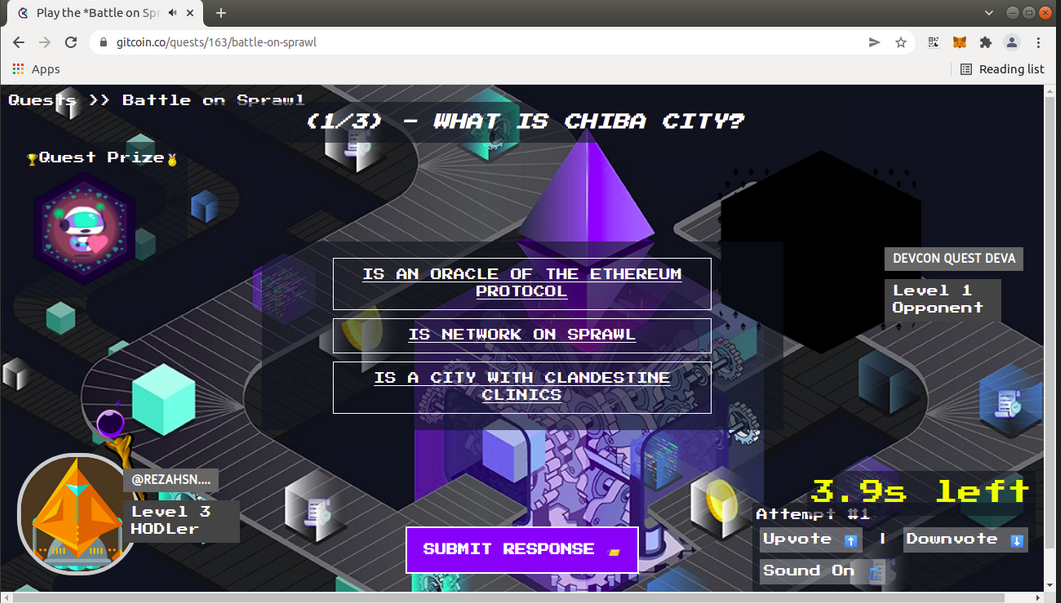 Play the *Battle on Spr
gitcoin.co/quests/163/battle-on-sprawl
Apps
Reading list
Quests >> Battle on Sprawl
(1/3) - WHAT IS CHIBA CITY?
Quest Prize
DEVCON QUEST DEVA
Level 1
Opponent
IS AN ORACLE OF THE ETHEREUM
PROTOCOL
IS NETWORK ON SPRAWL
IS A CITY WITH CLANDESTINE
CLINICS
@REZAHSN....
Level 3
HODLer
SUBMIT RESPONSE
3.9s left
Attempt #1
Upvote | Downvote
Sound On